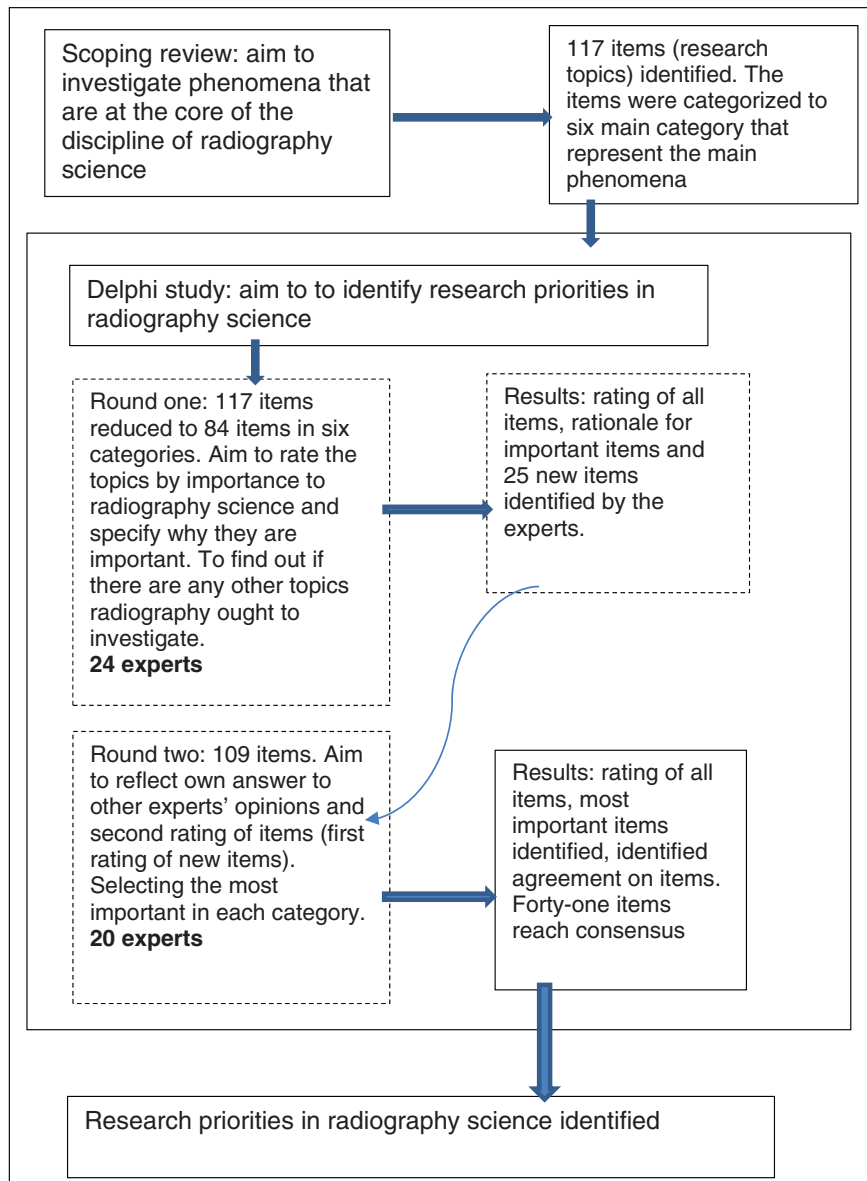 Scoping review: aim to
investigate phenomena that
are at the core of the
discipline of radiography
science
117 items (research
topics) identified. The
items were categorized to
six main category that
represent the main
phenomena
Delphi study: aim to to identify research priorities in
radiography science
Round one: 117 items
reduced to 84 items in six
categories. Aim to rate the
topics by importance to
radiography science and
specify why they are
important. To find out if
there are any other topics
radiography ought to
investigate.
24 experts
Results: rating of all
items, rationale for
important items and
25 new items
identified by the
experts.
Round two: 109 items. Aim
to reflect own answer to
other experts’ opinions and
second rating of items (first
rating of new items).
Selecting the most
important in each category.
20 experts
Results: rating of all
items, most
important items
identified, identified
agreement on items.
Forty-one items
reach consensus
Research priorities in radiography science identified